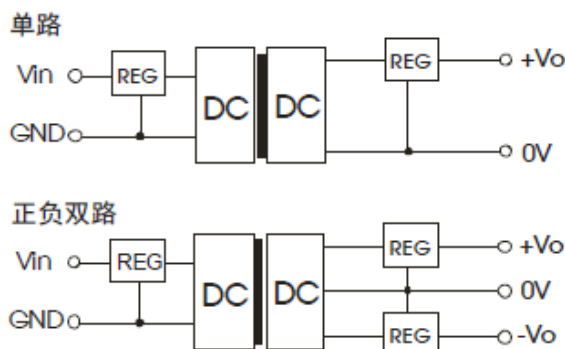 单路
Vin REG DC DC REG +Vo
GND 0V
正负双路
Vin REG DC DC REG +Vo
0V
GND REG -Vo